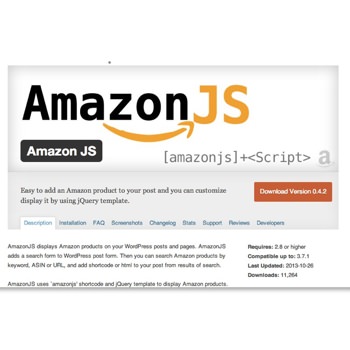 AmazonJS
Amazon JS
[amazonjs]+<Script> a
Easy to add an Amazon product to your post and you can customize
display it by using jQuery template.
Download Version 0.4.2
Description Installation FAQ Screenshots Changelog Stats Support Reviews Developers
AmazonJS displays Amazon products on your WordPress posts and pages. AmazonJS
adds a search form to WordPress post form. Then you can search Amazon products by
keyword, ASIN or URL, and add shortcode or html to your post from results of search.
AmazonJS uses 'amazonjs' shortcode and jQuery template to display Amazon products.
Requires: 2.8 or higher
Compatible up to: 3.7.1
Last Updated: 2013-10-26
Downloads: 11,264